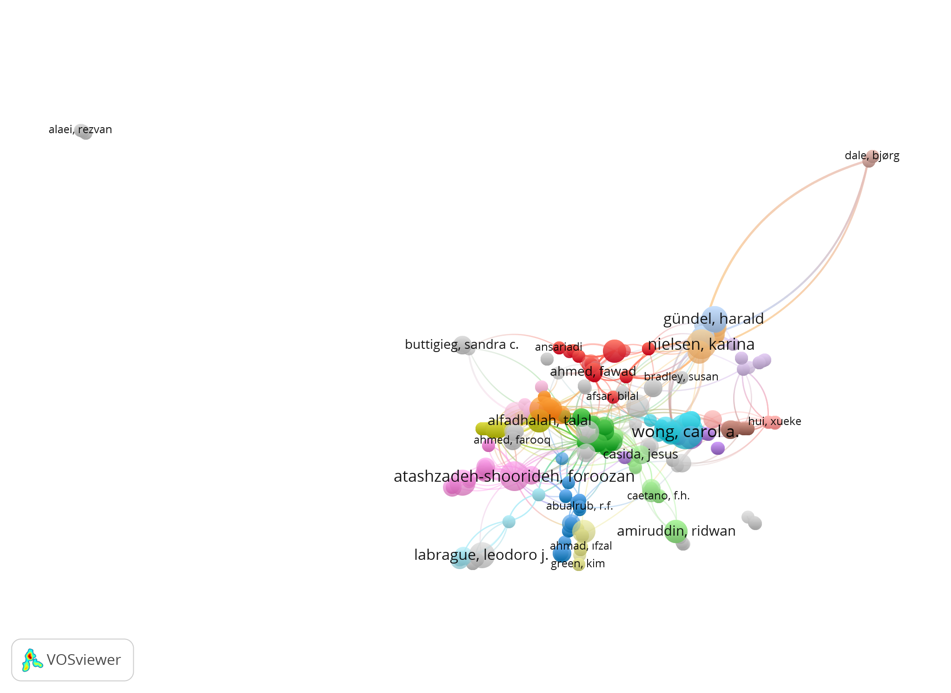 alaei, rezvan
dale, bjørg
gündel, harald
buttigieg, sandra c.
ansariadi
nielsen, karina
ahmed, fawad
bradley, susan
afsar, bilal
alfadhalah, talal
wong, carol a.
hui, xueke
ahmed, farooq
casida, jesus
atashzadeh-shoorideh, foroozan
caetano, f.h.
abualrub, r.f.
amiruddin, ridwan
ahmad, ifzal
labrague, leodoro j.
green, kim
VOSviewer